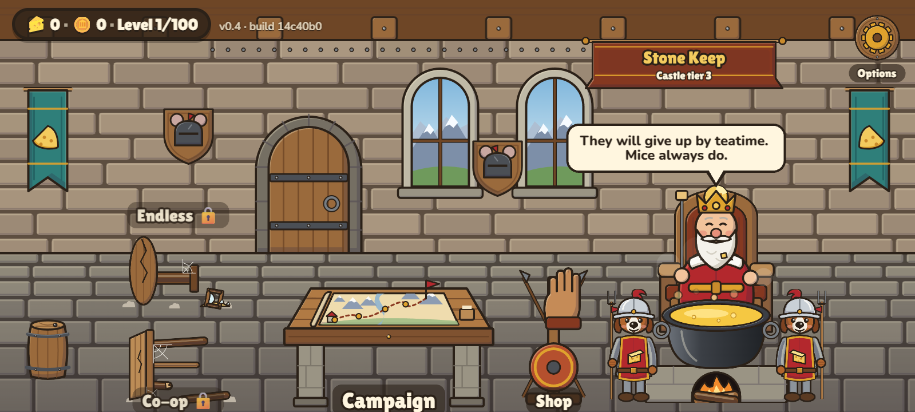 0 · 0 · Level 1/100
v0.4 · build 14c40b0
Stone Keep
Castle tier 3
Options
They will give up by teatime.
Mice always do.
Endless
Co-op
Campaign
Shop